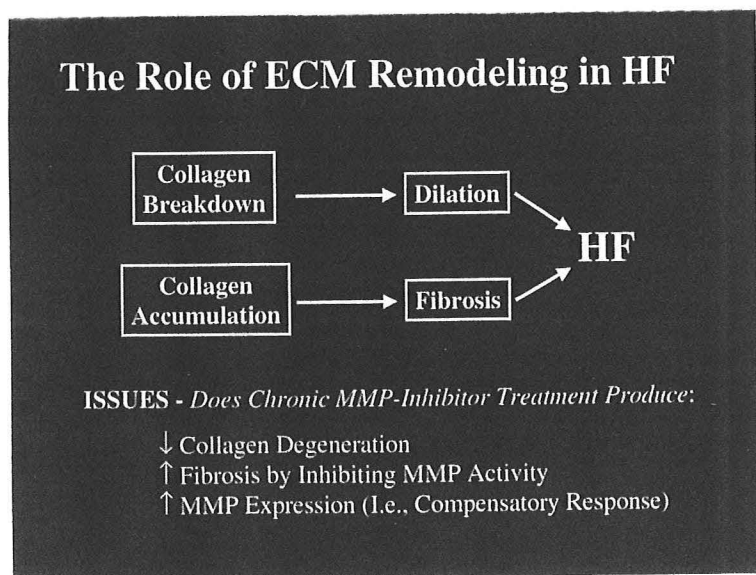 The Role of ECM Remodeling in HF
Collagen
Breakdown
Dilation
HF
Collagen
Accumulation
Fibrosis
ISSUES - Does Chronic MMP-Inhibitor Treatment Produce:
↓ Collagen Degeneration
↑ Fibrosis by Inhibiting MMP Activity
↑ MMP Expression (I.e., Compensatory Response)